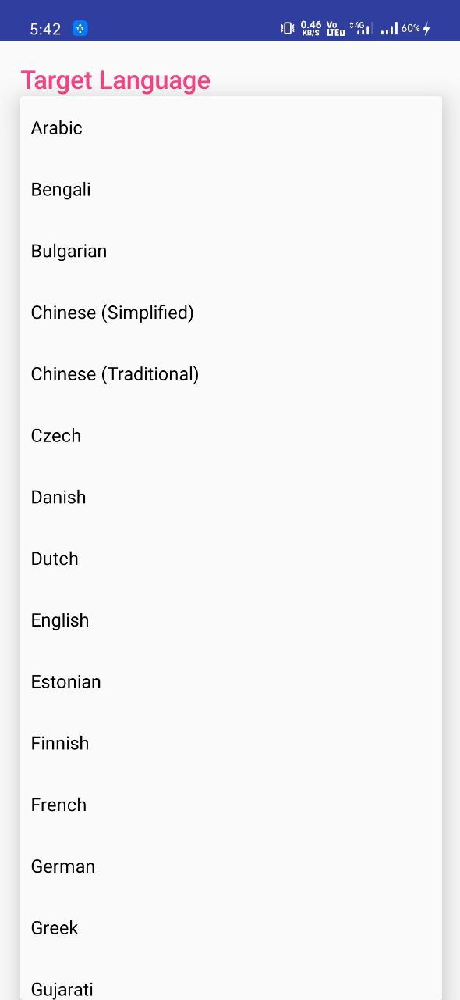 5:42 0.46 KB/S Vo LTE 4G 60%
Target Language
Arabic
Bengali
Bulgarian
Chinese (Simplified)
Chinese (Traditional)
Czech
Danish
Dutch
English
Estonian
Finnish
French
German
Greek
Gujarati